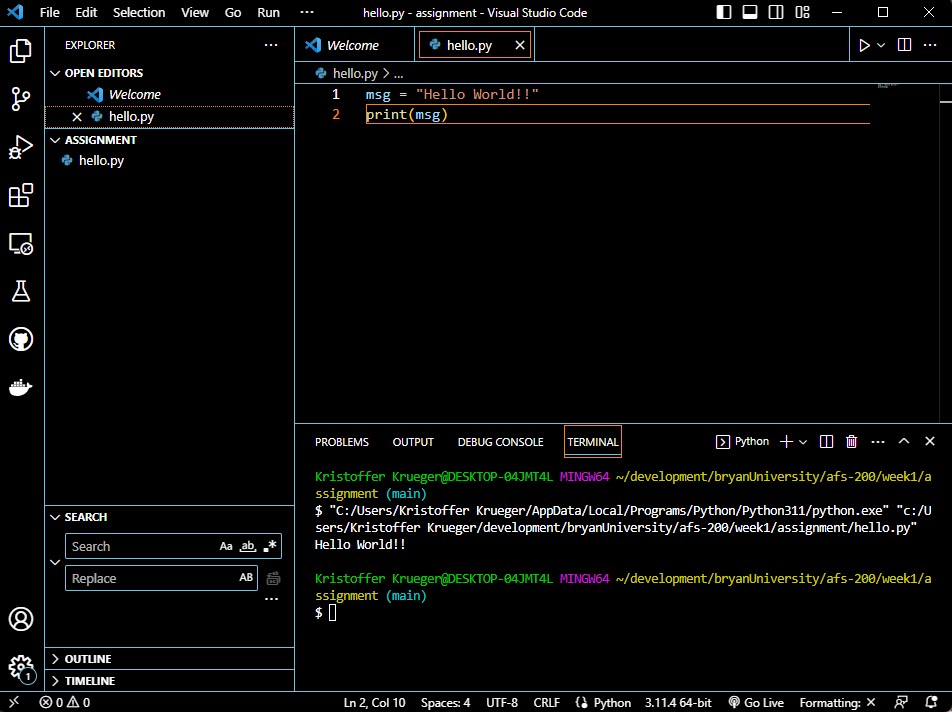 File Edit Selection View Go Run ··· hello.py - assignment - Visual Studio Code
EXPLORER ···
OPEN EDITORS
Welcome
hello.py
ASSIGNMENT
hello.py
SEARCH
Search Aa ab .*
Replace AB
···
OUTLINE
TIMELINE
Welcome hello.py
hello.py > ...
1 msg = "Hello World!!"
2 print(msg)
PROBLEMS OUTPUT DEBUG CONSOLE TERMINAL Python
Kristoffer Krueger@DESKTOP-04JMT4L MINGW64 ~/development/bryanUniversity/afs-200/week1/a
ssignment (main)
$ "C:/Users/Kristoffer Krueger/AppData/Local/Programs/Python/Python311/python.exe" "c:/U
sers/Kristoffer Krueger/development/bryanUniversity/afs-200/week1/assignment/hello.py"
Hello World!!
Kristoffer Krueger@DESKTOP-04JMT4L MINGW64 ~/development/bryanUniversity/afs-200/week1/a
ssignment (main)
$
1
0 0 Ln 2, Col 10 Spaces: 4 UTF-8 CRLF Python 3.11.4 64-bit Go Live Formatting: ×